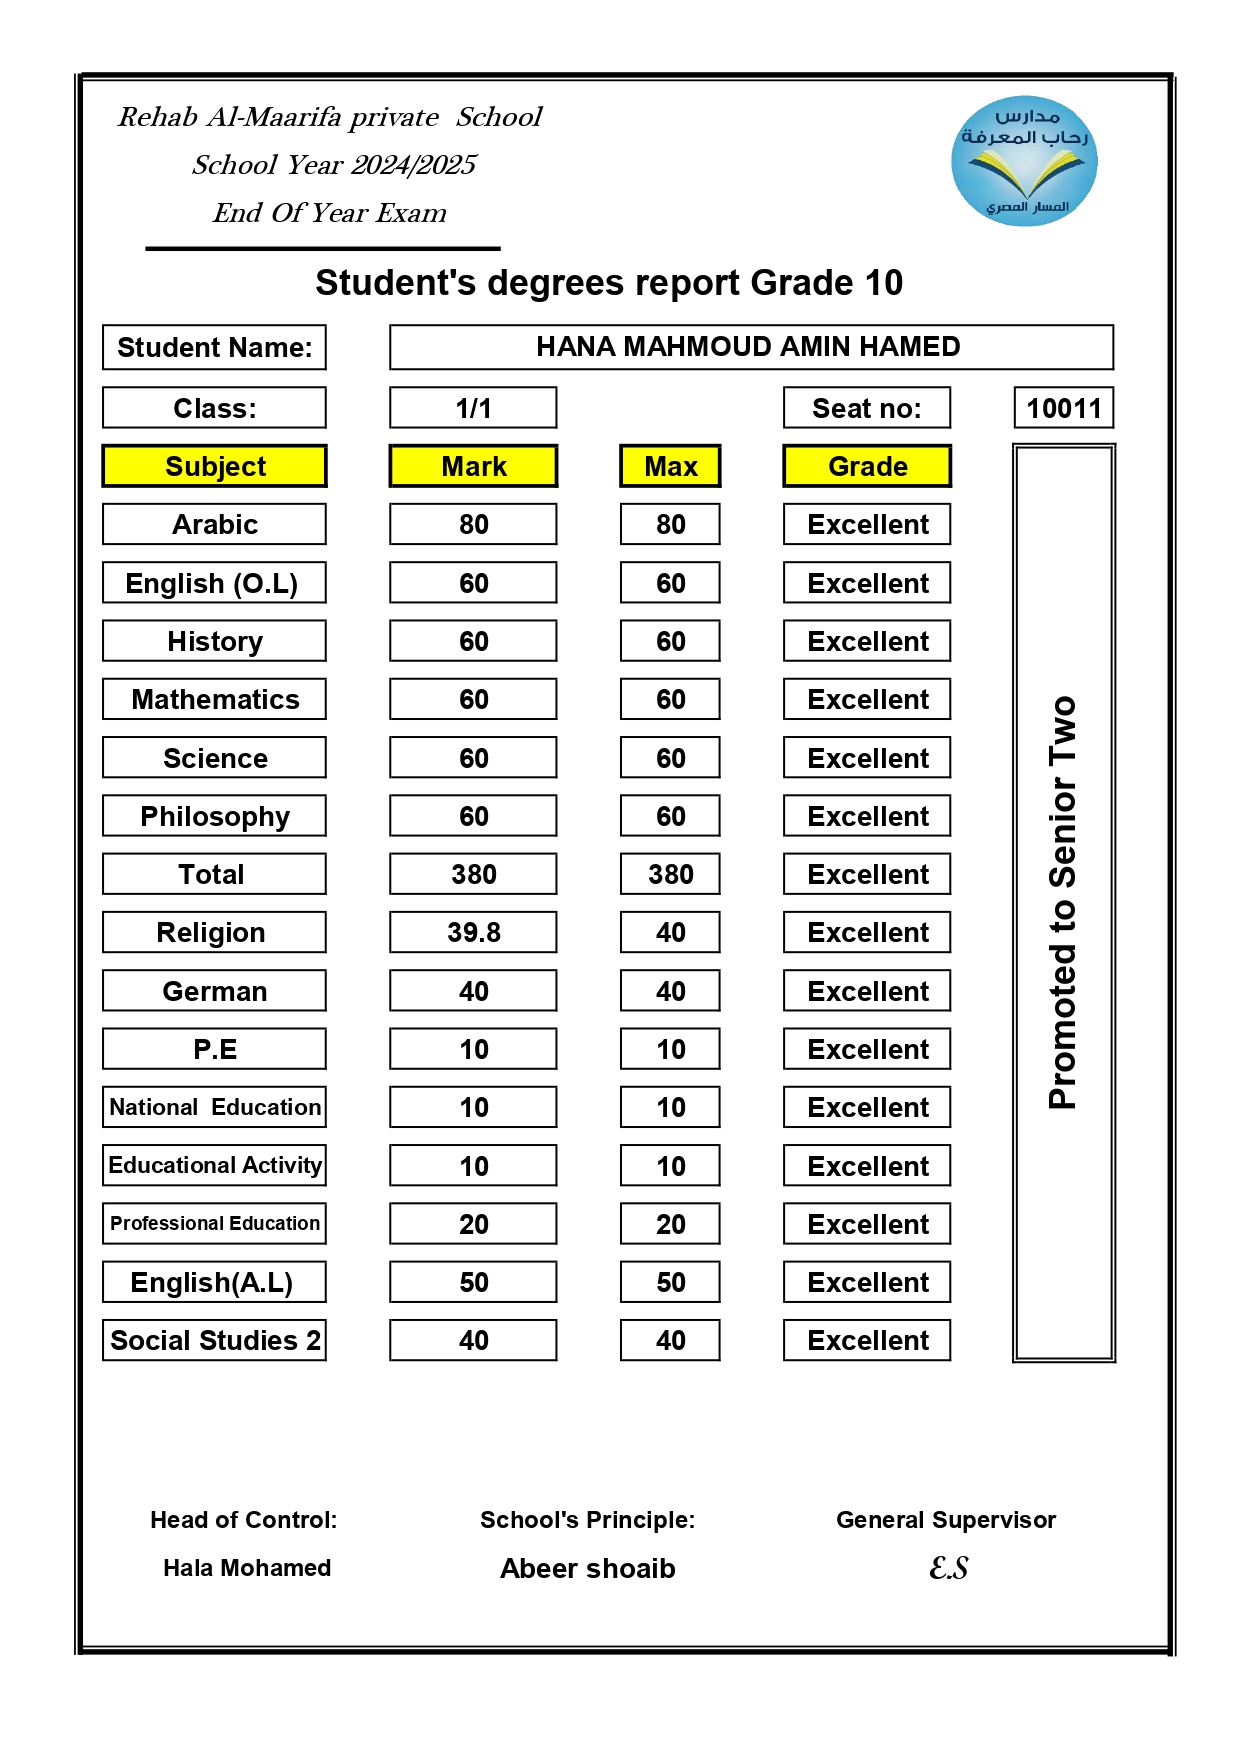 Rehab Al-Maarifa private School
School Year 2024/2025
End Of Year Exam
مدارس
رحاب المعرفة
المسار المصري
Student's degrees report Grade 10
Student Name: HANA MAHMOUD AMIN HAMED
Class: 1/1 Seat no: 10011
Subject Mark Max Grade
Arabic 80 80 Excellent
English (O.L) 60 60 Excellent
History 60 60 Excellent
Mathematics 60 60 Excellent
Science 60 60 Excellent
Philosophy 60 60 Excellent
Total 380 380 Excellent
Religion 39.8 40 Excellent
German 40 40 Excellent
P.E 10 10 Excellent
National Education 10 10 Excellent
Educational Activity 10 10 Excellent
Professional Education 20 20 Excellent
English(A.L) 50 50 Excellent
Social Studies 2 40 40 Excellent
Promoted to Senior Two
Head of Control: School's Principle: General Supervisor
Hala Mohamed Abeer shoaib E.S